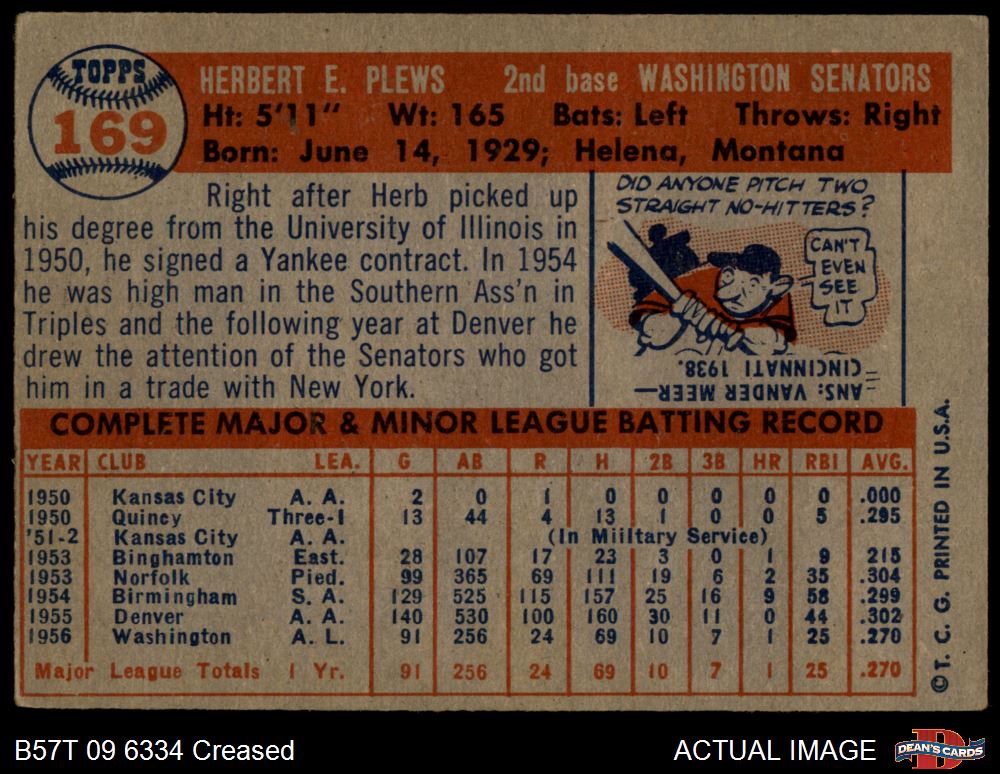 TOPPS
169
HERBERT E. PLEWS 2nd base WASHINGTON SENATORS
Ht: 5'11" Wt: 165 Bats: Left Throws: Right
Born: June 14, 1929; Helena, Montana
Right after Herb picked up
his degree from the University of Illinois in
1950, he signed a Yankee contract. In 1954
he was high man in the Southern Ass'n in
Triples and the following year at Denver he
drew the attention of the Senators who got
him in a trade with New York.
DID ANYONE PITCH TWO
STRAIGHT NO-HITTERS?
CAN'T
EVEN
SEE
IT
ANS: VANDER MEER—
CINCINNATI 1938.
COMPLETE MAJOR & MINOR LEAGUE BATTING RECORD
YEAR CLUB LEA. G AB R H 2B 3B HR RBI AVG.
1950 Kansas City A. A. 2 0 1 0 0 0 0 0 .000
1950 Quincy Three-I 13 44 4 13 1 0 0 5 .295
'51-2 Kansas City A. A. (In Miiltary Service)
1953 Binghamton East. 28 107 17 23 3 0 1 9 .215
1953 Norfolk Pied. 99 365 69 111 19 6 2 35 .304
1954 Birmingham S. A. 129 525 115 157 25 16 9 58 .299
1955 Denver A. A. 140 530 100 160 30 11 0 44 .302
1956 Washington A. L. 91 256 24 69 10 7 1 25 .270
Major League Totals 1 Yr. 91 256 24 69 10 7 1 25 .270
© T. C. G. PRINTED IN U.S.A.
B57T 09 6334 Creased
ACTUAL IMAGE
DEAN'S CARDS